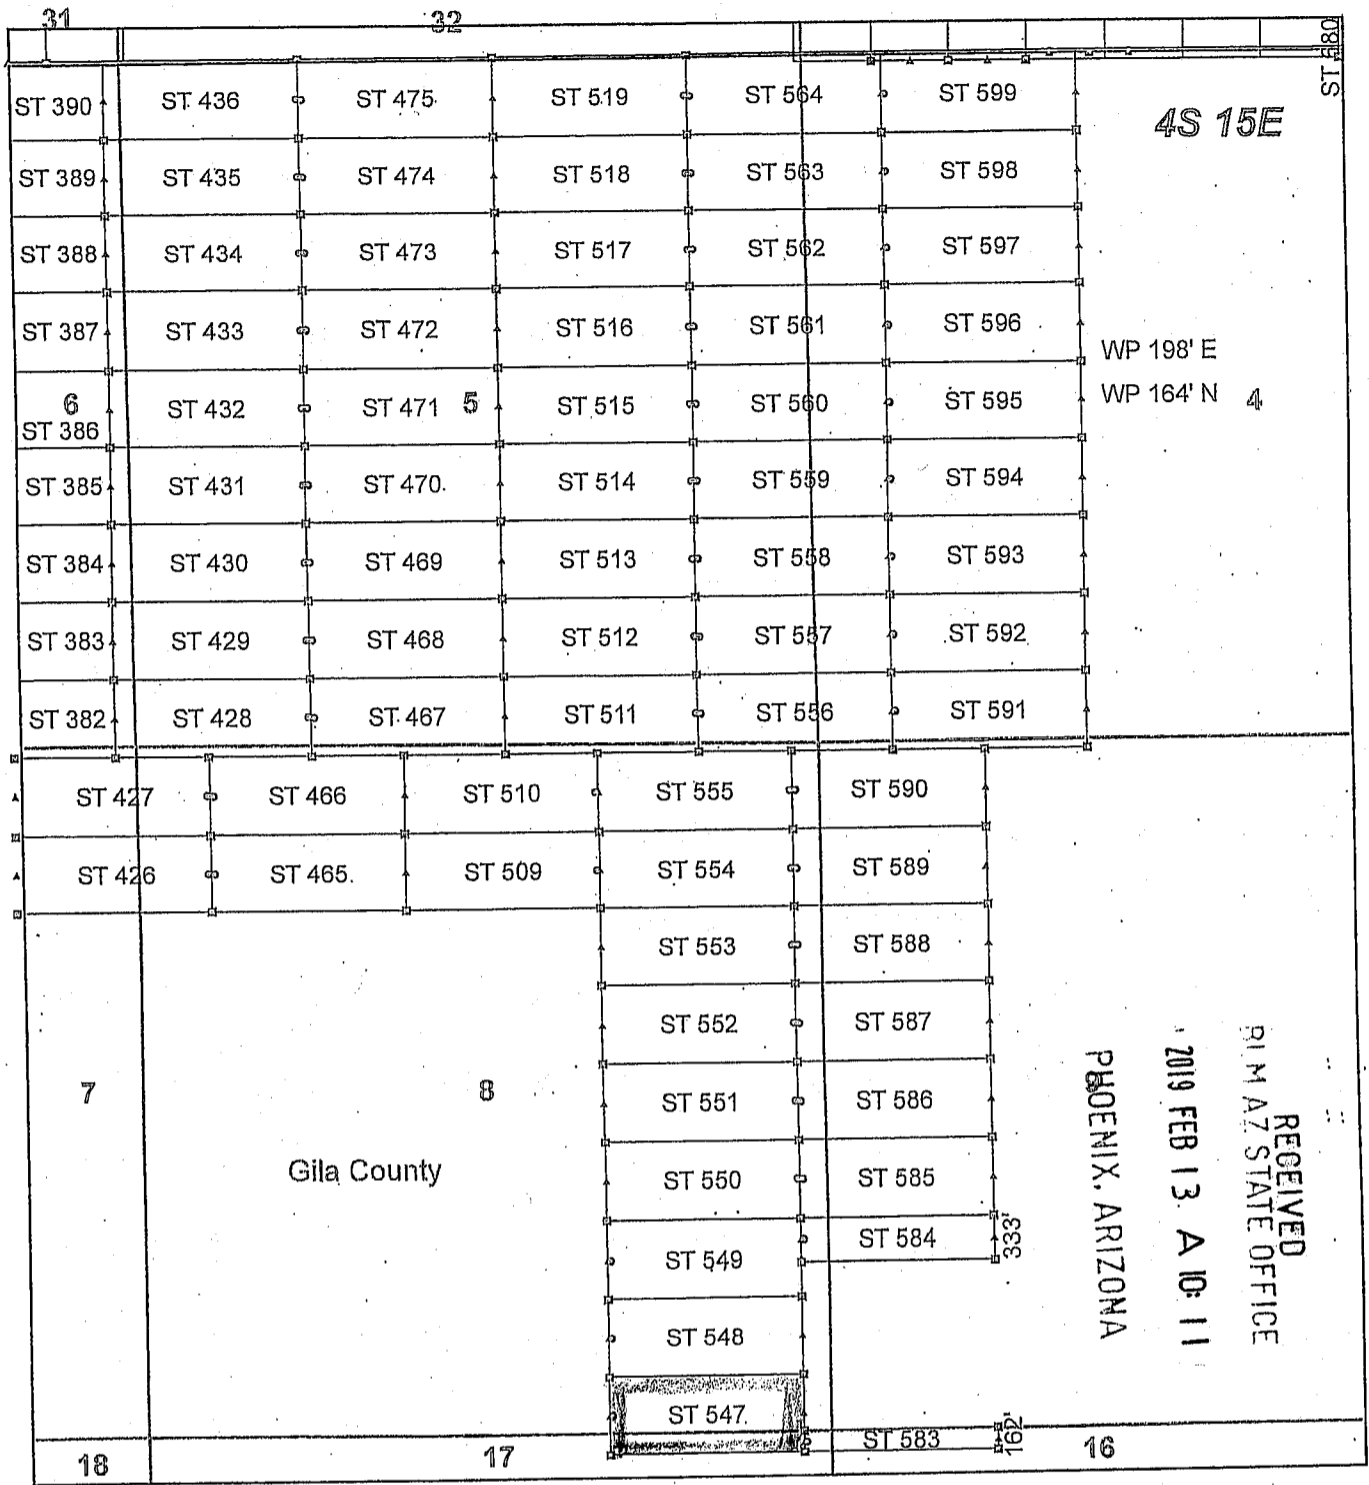 31 32
ST 680
ST 390 ST 436 ST 475 ST 519 ST 564 ST 599
4S 15E
ST 389 ST 435 ST 474 ST 518 ST 563 ST 598
ST 388 ST 434 ST 473 ST 517 ST 562 ST 597
ST 387 ST 433 ST 472 ST 516 ST 561 ST 596
WP 198' E
WP 164' N 4
6
ST 386 ST 432 ST 471 5 ST 515 ST 560 ST 595
ST 385 ST 431 ST 470 ST 514 ST 559 ST 594
ST 384 ST 430 ST 469 ST 513 ST 558 ST 593
ST 383 ST 429 ST 468 ST 512 ST 557 ST 592
ST 382 ST 428 ST 467 ST 511 ST 556 ST 591
ST 427 ST 466 ST 510 ST 555 ST 590
ST 426 ST 465 ST 509 ST 554 ST 589
ST 553 ST 588
ST 552 ST 587
7 8 ST 551 ST 586
Gila County
ST 550 ST 585
ST 549 ST 584 333'
ST 548
ST 547
ST 583 162'
18 17 16
RECEIVED
BLM AZ STATE OFFICE
2019 FEB 13 A 10: 11
PHOENIX, ARIZONA